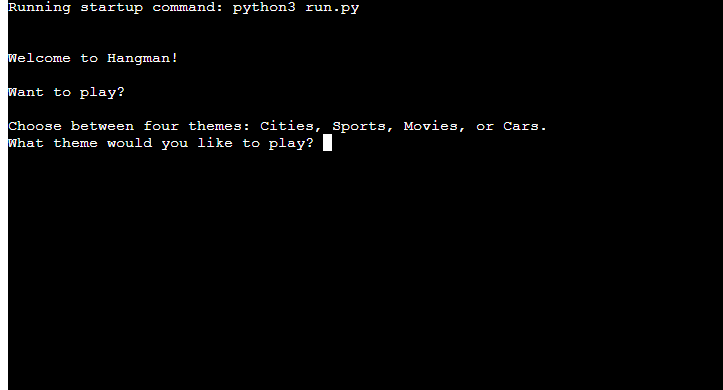 Running startup command: python3 run.py
Welcome to Hangman!
Want to play?
Choose between four themes: Cities, Sports, Movies, or Cars.
What theme would you like to play?